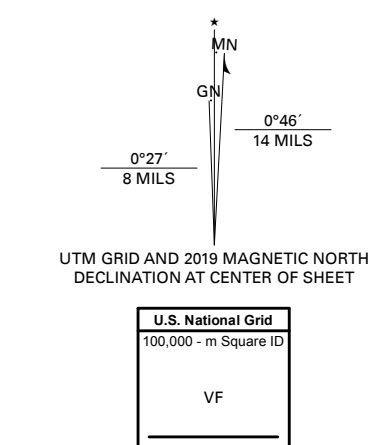 ★
MN
GN
0°46´
14 MILS
0°27´
8 MILS
UTM GRID AND 2019 MAGNETIC NORTH
DECLINATION AT CENTER OF SHEET
U.S. National Grid
100,000 - m Square ID
VF